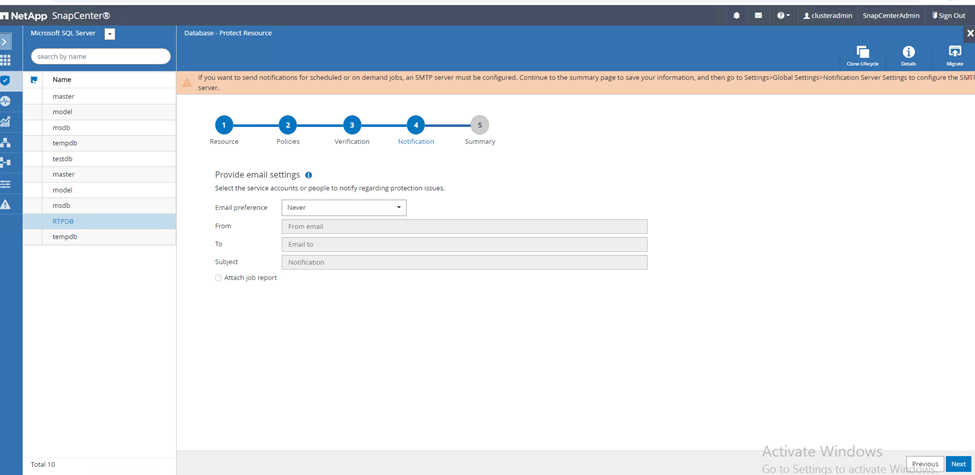 NetApp SnapCenter®
clusteradmin
SnapCenterAdmin
Sign Out
Microsoft SQL Server
Database - Protect Resource
search by name
Clone Lifecycle
Details
Migrate
If you want to send notifications for scheduled or on demand jobs, an SMTP server must be configured. Continue to the summary page to save your information, and then go to Settings>Global Settings>Notification Server Settings to configure the SMTP
server.
Name
master
model
msdb
tempdb
testdb
master
model
msdb
RTPDB
tempdb
1 2 3 4 5
Resource Policies Verification Notification Summary
Provide email settings
Select the service accounts or people to notify regarding protection issues.
Email preference Never
From From email
To Email to
Subject Notification
Attach job report
Total 10
Activate Windows
Go to Settings to activate Windows.
Previous Next